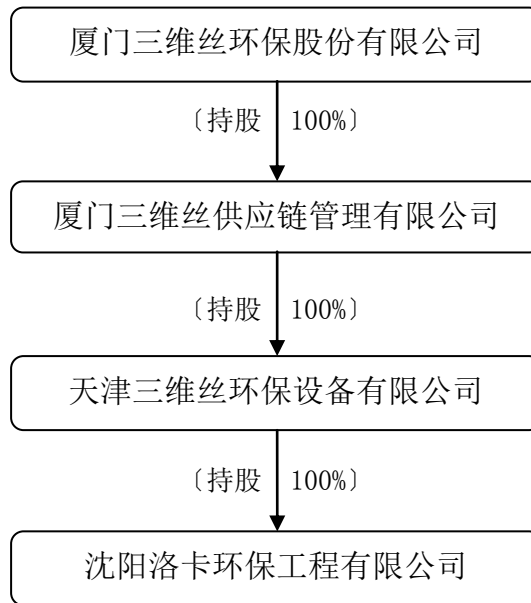 厦门三维丝环保股份有限公司
〔持股 100%〕
厦门三维丝供应链管理有限公司
〔持股 100%〕
天津三维丝环保设备有限公司
〔持股 100%〕
沈阳洛卡环保工程有限公司